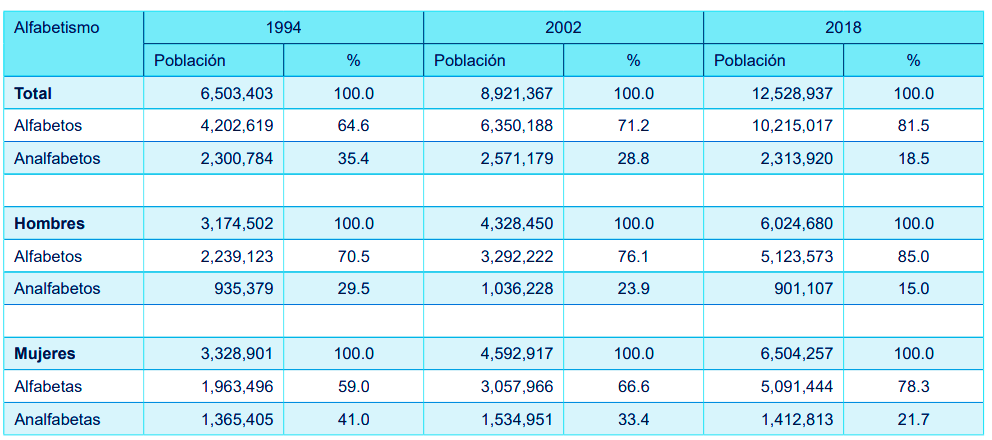 Alfabetismo 1994 2002 2018
Población % Población % Población %
Total 6,503,403 100.0 8,921,367 100.0 12,528,937 100.0
Alfabetos 4,202,619 64.6 6,350,188 71.2 10,215,017 81.5
Analfabetos 2,300,784 35.4 2,571,179 28.8 2,313,920 18.5
Hombres 3,174,502 100.0 4,328,450 100.0 6,024,680 100.0
Alfabetos 2,239,123 70.5 3,292,222 76.1 5,123,573 85.0
Analfabetos 935,379 29.5 1,036,228 23.9 901,107 15.0
Mujeres 3,328,901 100.0 4,592,917 100.0 6,504,257 100.0
Alfabetas 1,963,496 59.0 3,057,966 66.6 5,091,444 78.3
Analfabetas 1,365,405 41.0 1,534,951 33.4 1,412,813 21.7